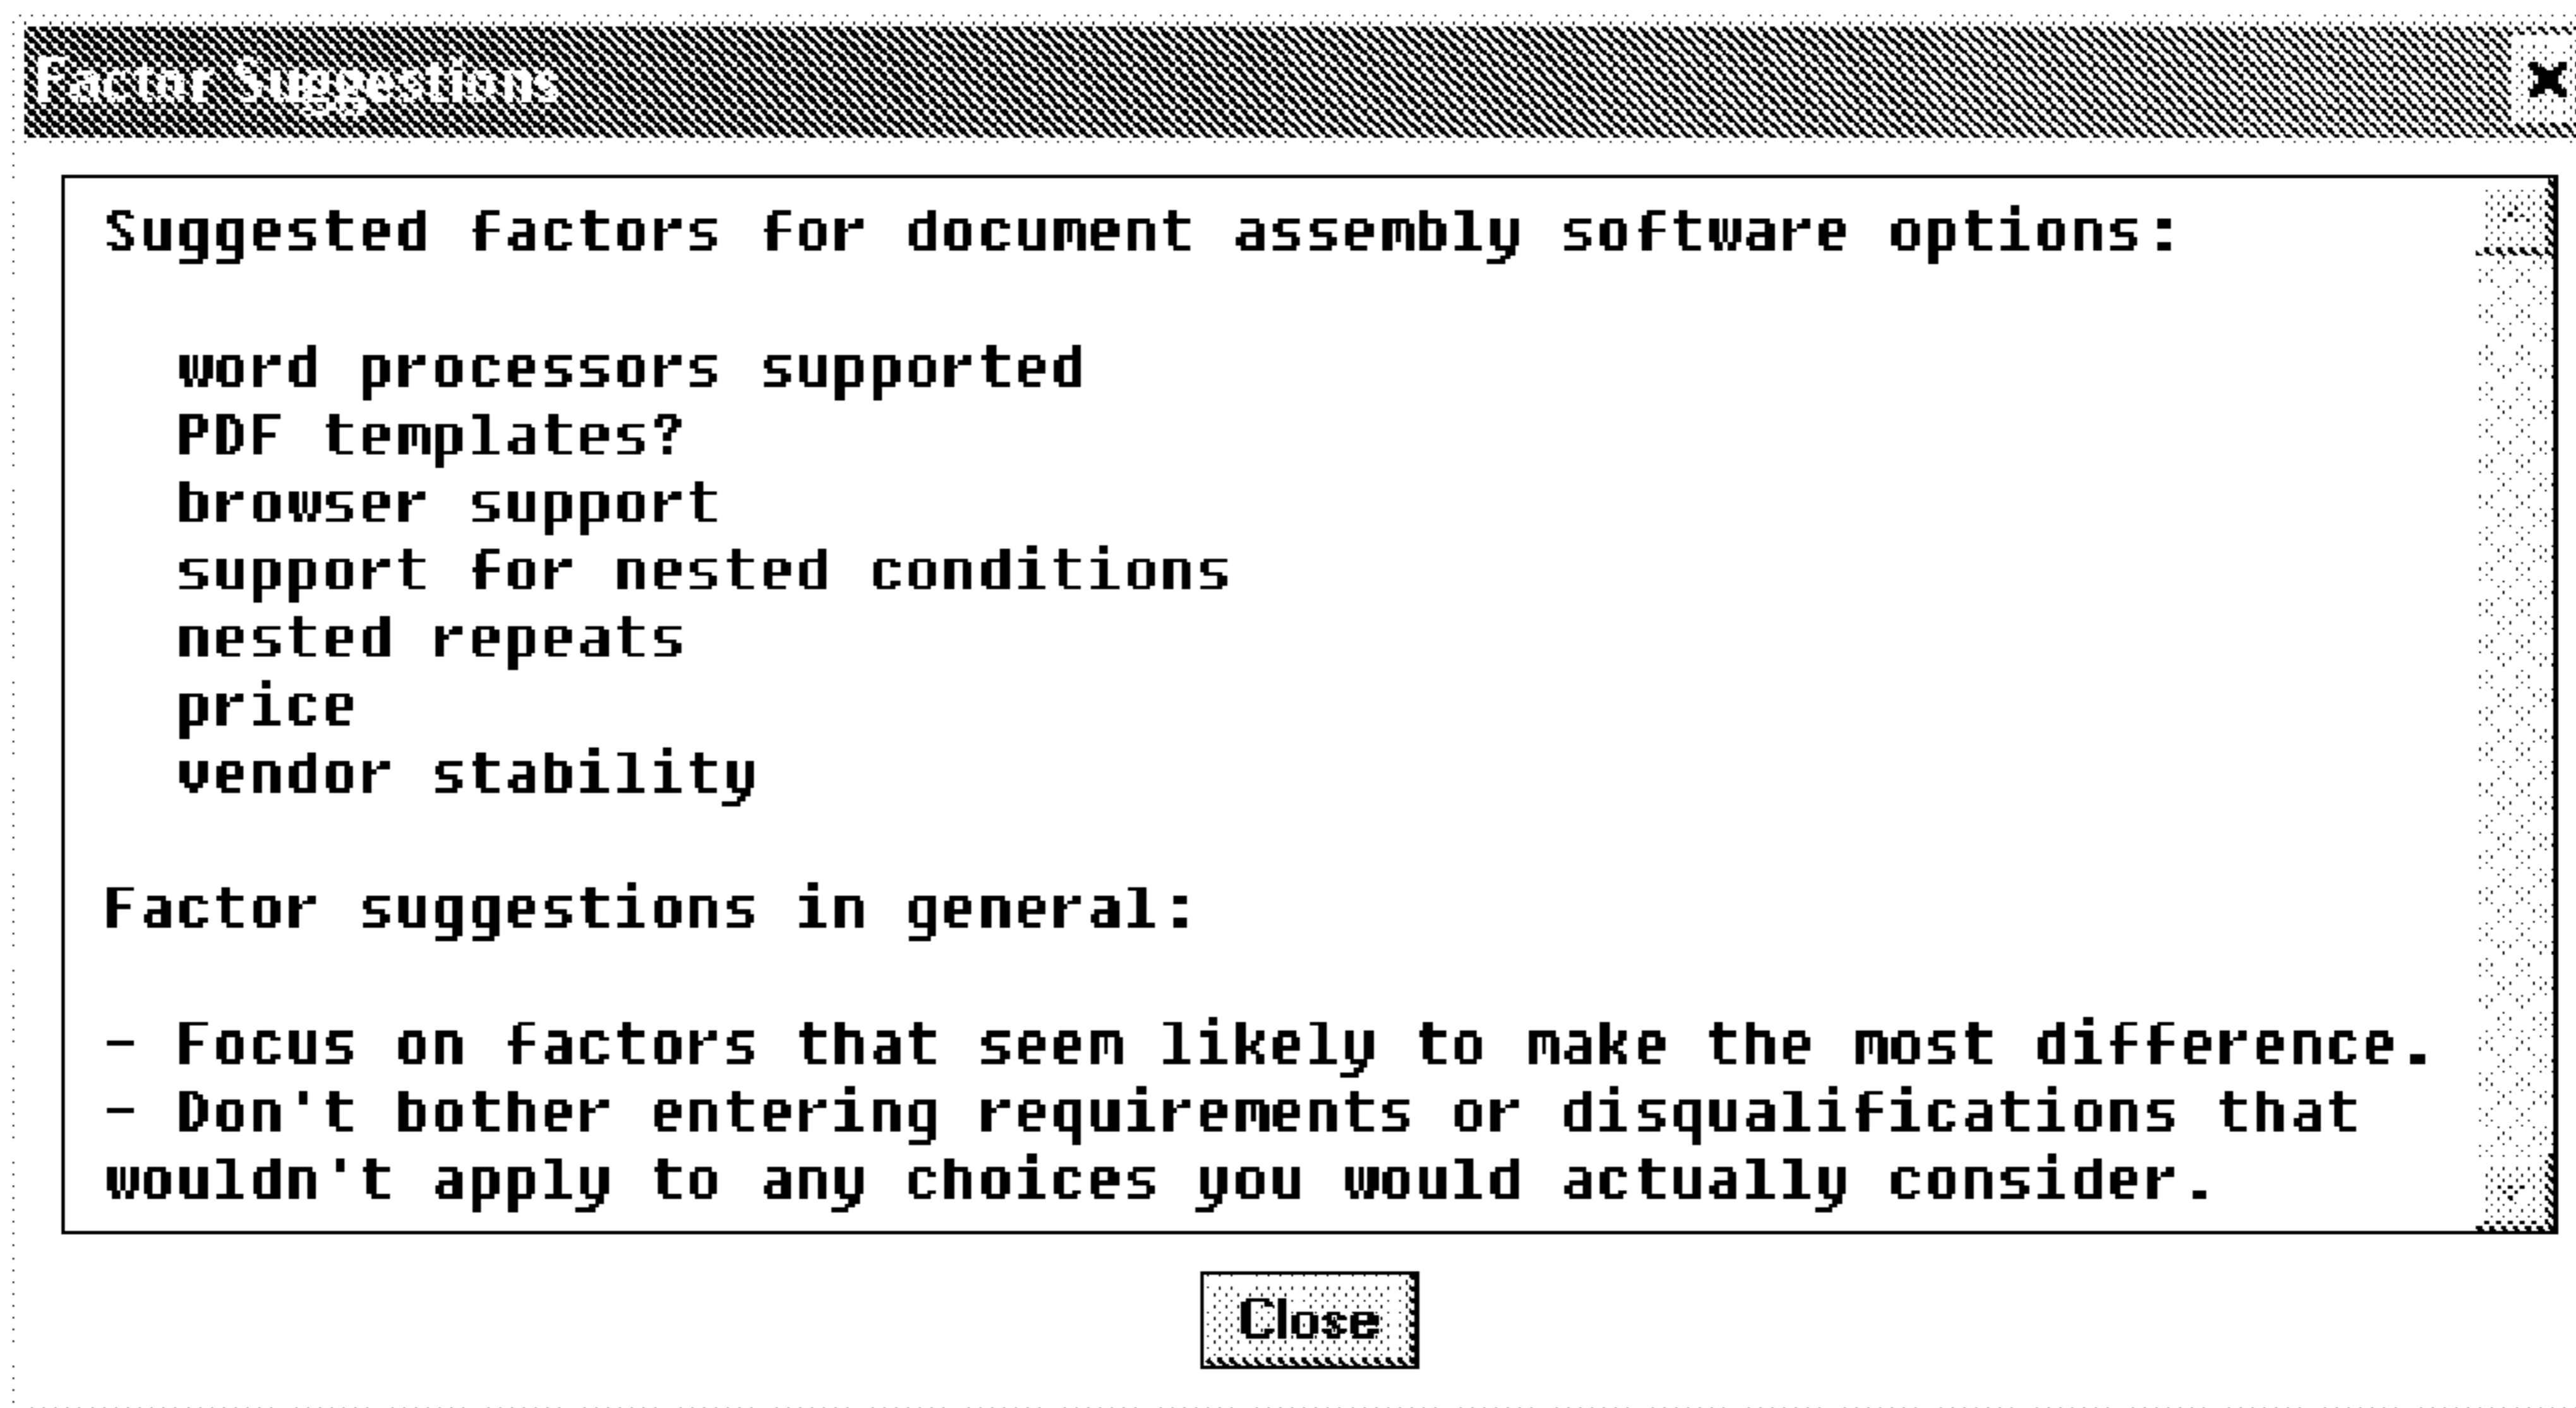 Factor Suggestions
Suggested factors for document assembly software options:
word processors supported
PDF templates?
browser support
support for nested conditions
nested repeats
price
vendor stability
Factor suggestions in general:
- Focus on factors that seem likely to make the most difference.
- Don't bother entering requirements or disqualifications that
wouldn't apply to any choices you would actually consider.
Close